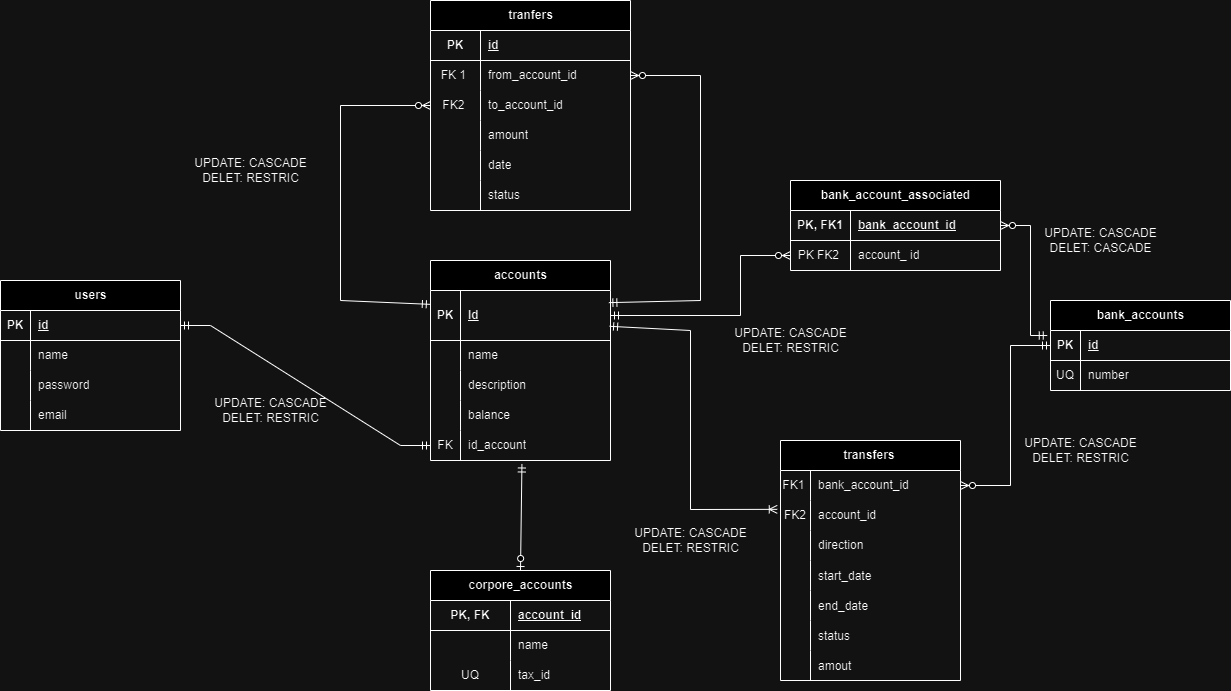 tranfers
PK id
FK 1 from_account_id
FK2 to_account_id
amount
date
status
UPDATE: CASCADE
DELET: RESTRIC
bank_account_associated
PK, FK1 bank_account_id
PK FK2 account_ id
UPDATE: CASCADE
DELET: CASCADE
users
PK id
name
password
email
accounts
PK Id
name
description
balance
FK id_account
UPDATE: CASCADE
DELET: RESTRIC
bank_accounts
PK id
UQ number
UPDATE: CASCADE
DELET: RESTRIC
UPDATE: CASCADE
DELET: RESTRIC
transfers
FK1 bank_account_id
FK2 account_id
direction
start_date
end_date
status
amout
UPDATE: CASCADE
DELET: RESTRIC
corpore_accounts
PK, FK account_id
name
UQ tax_id